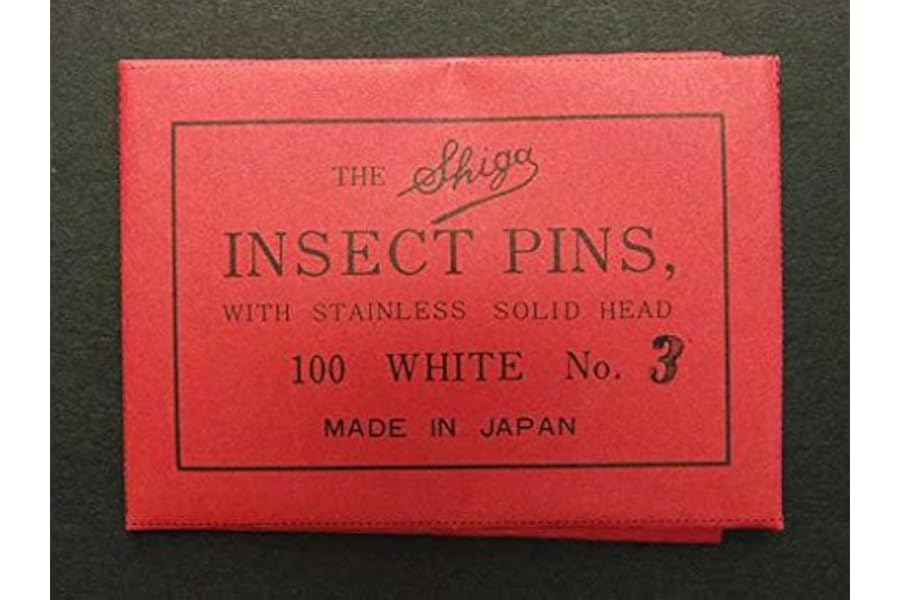 THE Shiga
INSECT PINS,
WITH STAINLESS SOLID HEAD
100 WHITE No. 3
MADE IN JAPAN